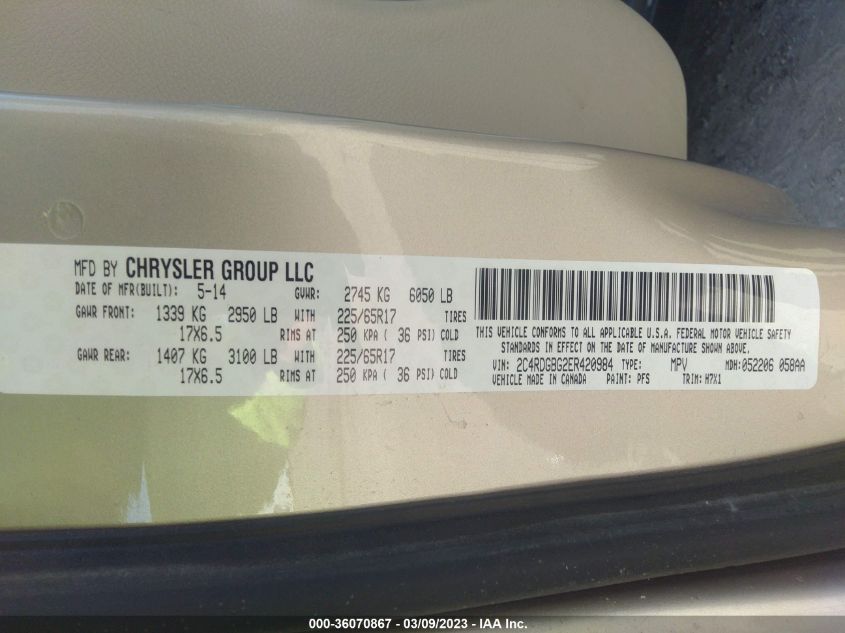 MFD BY CHRYSLER GROUP LLC
DATE OF MFR(BUILT): 5-14 GVWR: 2745 KG 6050 LB
GAWR FRONT: 1339 KG 2950 LB WITH 225/65R17 TIRES
17X6.5 RIMS AT 250 KPA ( 36 PSI) COLD
GAWR REAR: 1407 KG 3100 LB WITH 225/65R17 TIRES
17X6.5 RIMS AT 250 KPA ( 36 PSI) COLD
THIS VEHICLE CONFORMS TO ALL APPLICABLE U.S.A. FEDERAL MOTOR VEHICLE SAFETY
STANDARDS IN EFFECT ON THE DATE OF MANUFACTURE SHOWN ABOVE.
VIN: 2C4RDGBG2ER420984 TYPE: MPV MDH:052206 058AA
VEHICLE MADE IN CANADA PAINT: PFS TRIM: H7X1
000-36070867 - 03/09/2023 - IAA Inc.